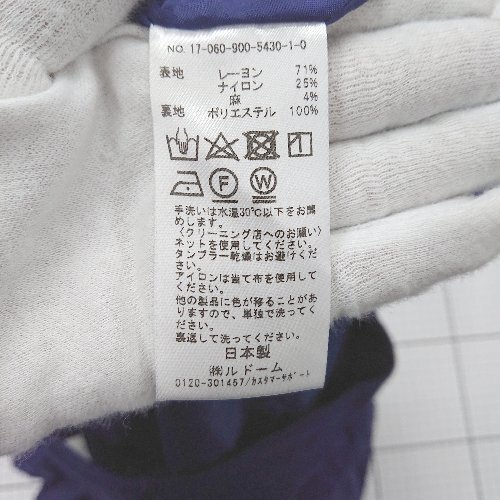 NO. 17-060-900-5430-1-0
表地 レーヨン 71%
ナイロン 25%
麻 4%
裏地 ポリエステル 100%
F W
手洗いは水温30℃以下をお勧
めします。
〈クリーニング店へのお願い〉
ネットを使用してください。
タンブラー乾燥はお避けくださ
い。
アイロンは当て布を使用して
ください。
他の製品に色が移ることがあ
りますので、単独で洗ってく
ださい。
裏返して洗ってください。
日本製
㈱ルドーム
0120-301457/カスタマーサポート